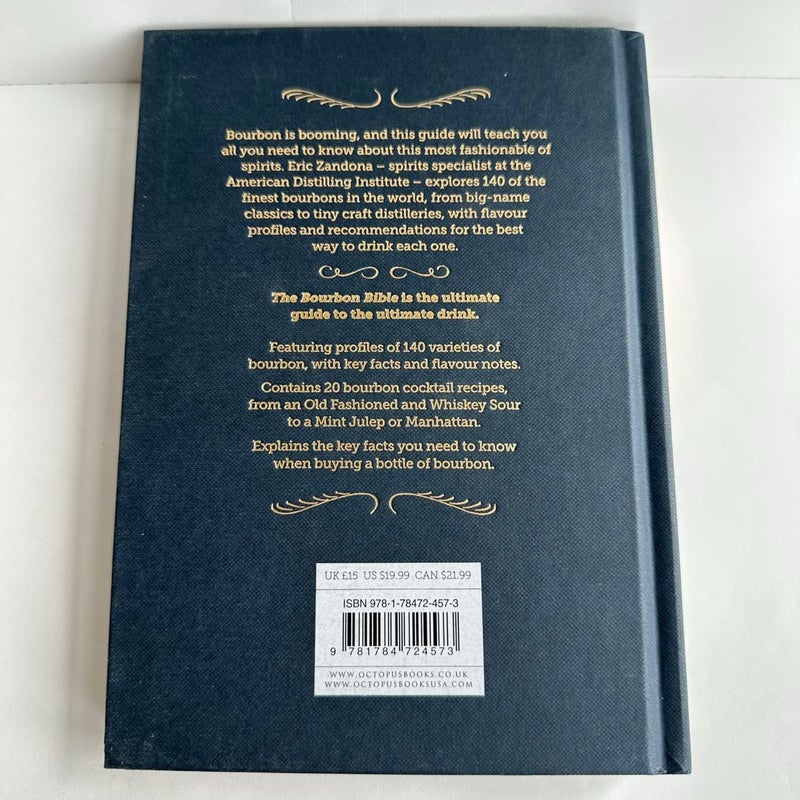 Bourbon is booming, and this guide will teach you
all you need to know about this most fashionable of
spirits. Eric Zandona – spirits specialist at the
American Distilling Institute – explores 140 of the
finest bourbons in the world, from big-name
classics to tiny craft distilleries, with flavour
profiles and recommendations for the best
way to drink each one.
The Bourbon Bible is the ultimate
guide to the ultimate drink.
Featuring profiles of 140 varieties of
bourbon, with key facts and flavour notes.
Contains 20 bourbon cocktail recipes,
from an Old Fashioned and Whiskey Sour
to a Mint Julep or Manhattan.
Explains the key facts you need to know
when buying a bottle of bourbon.
UK £15 US $19.99 CAN $21.99
ISBN 978-1-78472-457-3
9 781784 724573
WWW.OCTOPUSBOOKS.CO.UK
WWW.OCTOPUSBOOKSUSA.COM